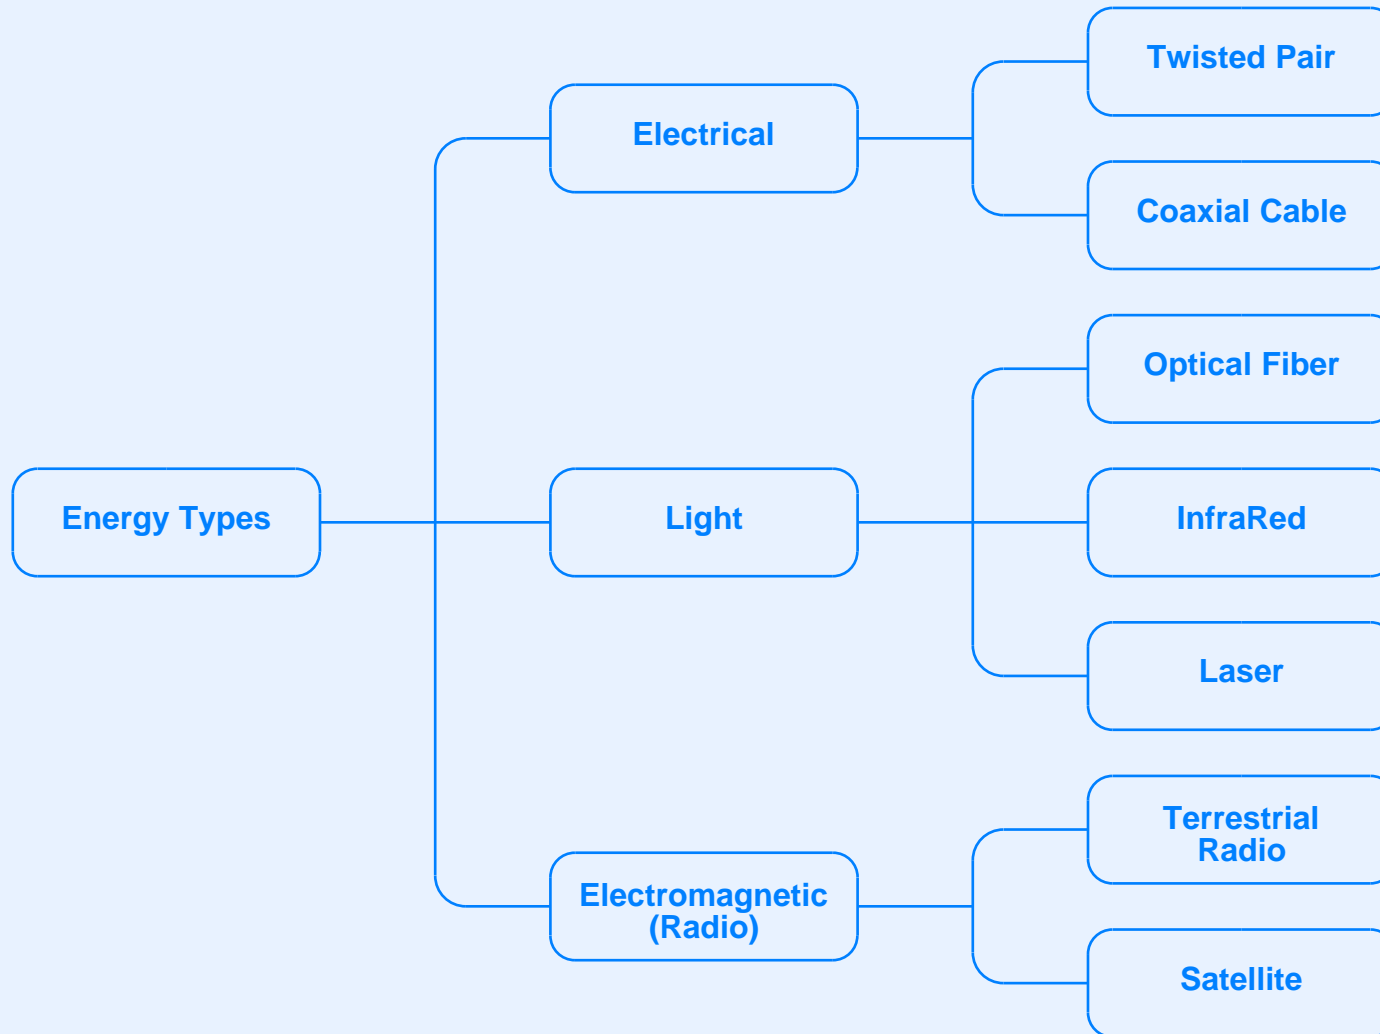 Energy Types
Electrical
Twisted Pair
Coaxial Cable
Light
Optical Fiber
InfraRed
Laser
Electromagnetic
(Radio)
Terrestrial
Radio
Satellite